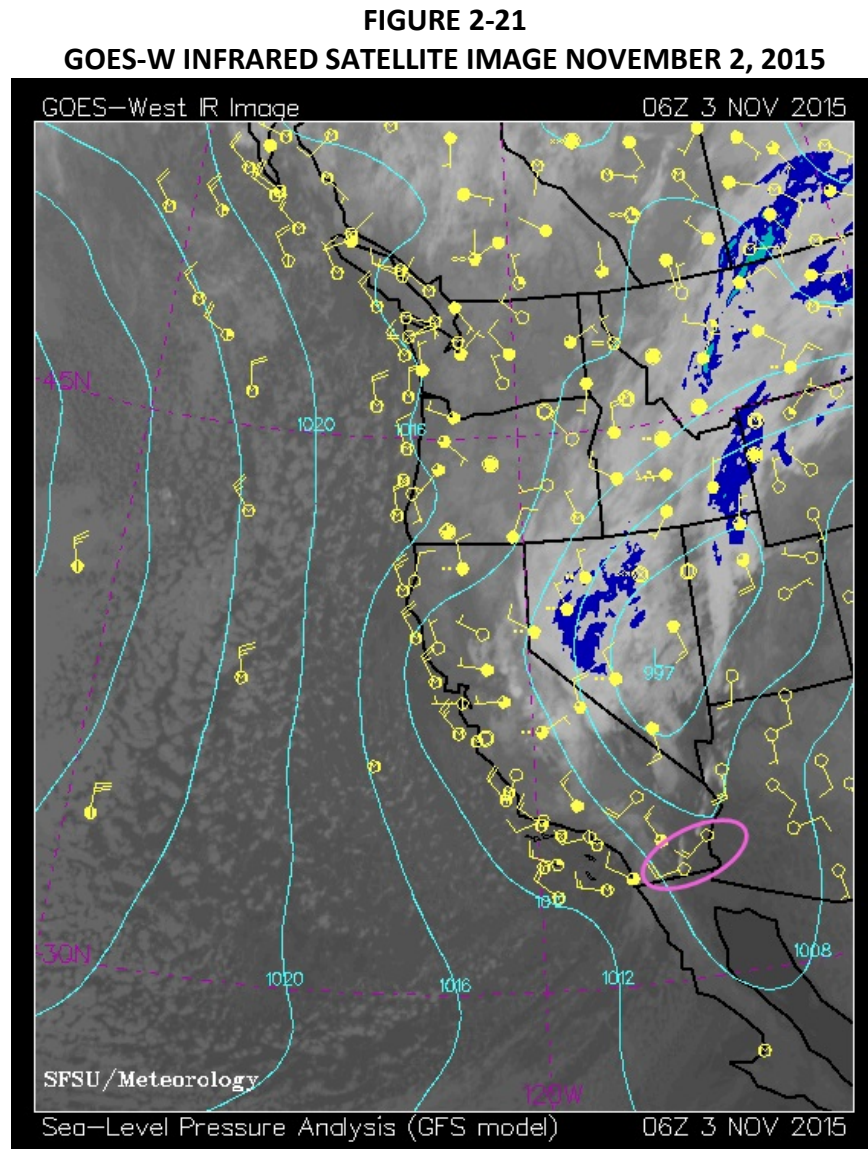 FIGURE 2-21
GOES-W INFRARED SATELLITE IMAGE NOVEMBER 2, 2015
GOES-West IR Image 06Z 3 NOV 2015
45N
1020
1016
997
1012
30N
1020
1016
1012
1008
SFSU/Meteorology
120W
Sea-Level Pressure Analysis (GFS model) 06Z 3 NOV 2015